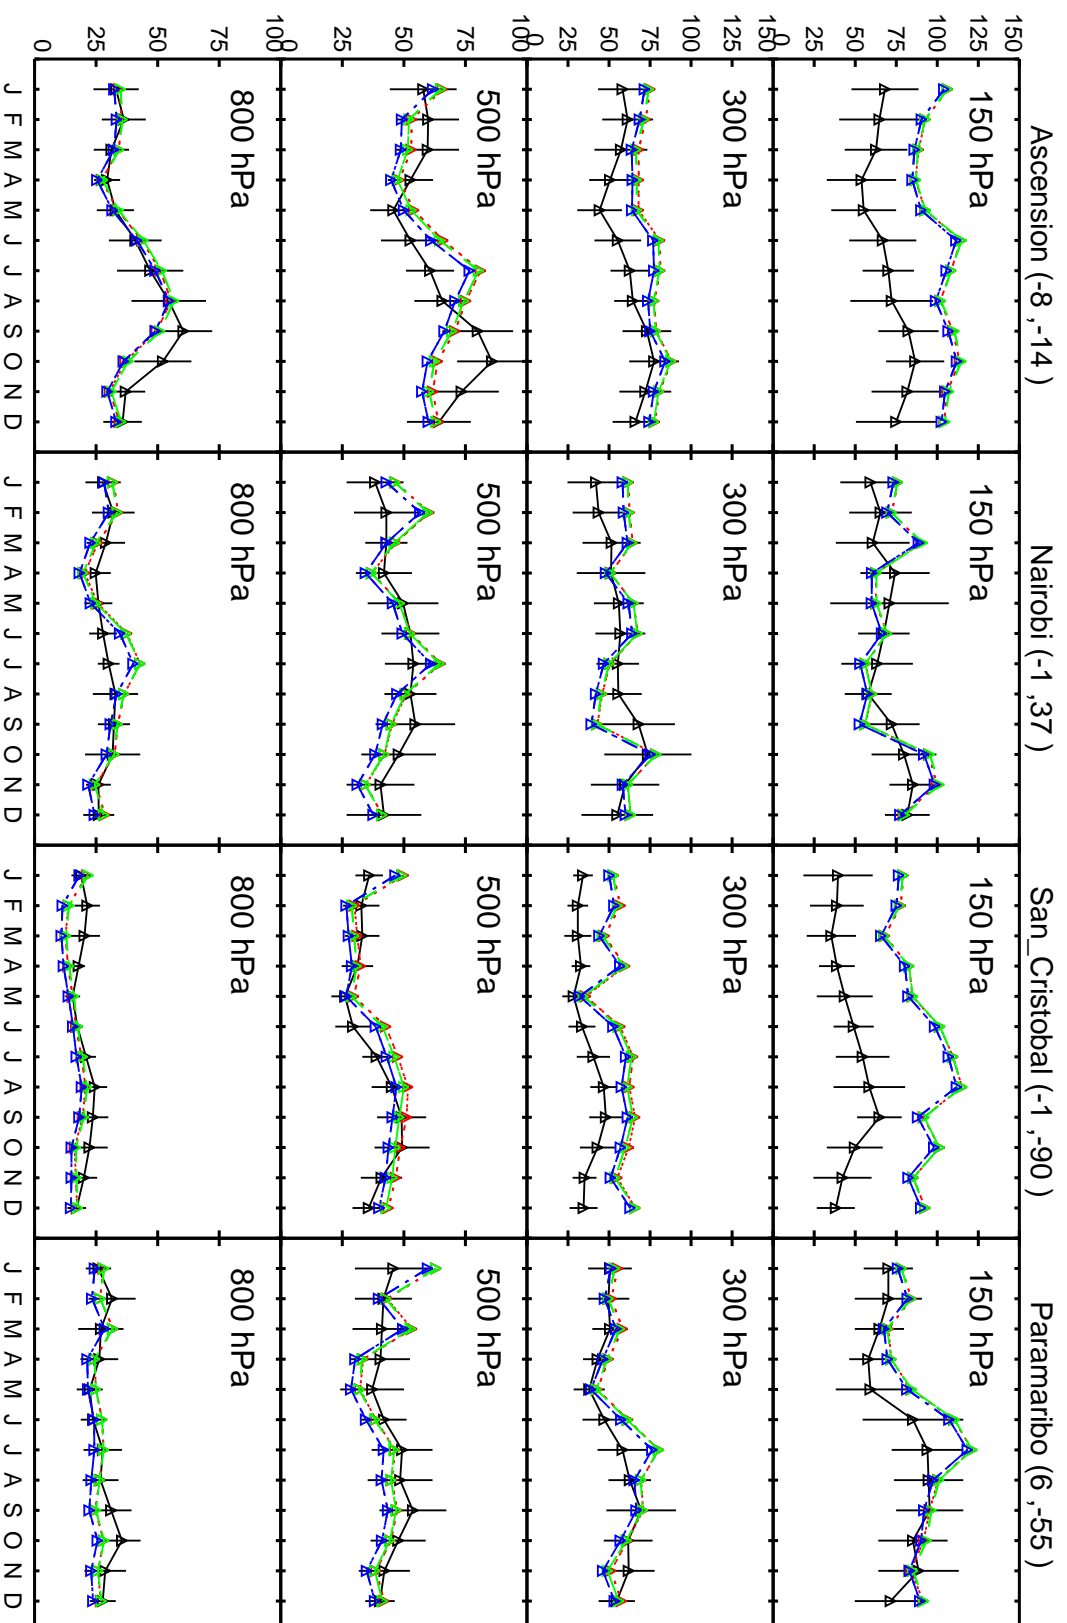 Ascension (-8 ,-14 )
Nairobi (-1 ,37 )
San_Cristobal (-1 ,-90 )
Paramaribo (6 ,-55 )
150
125
100
75
50
25
0
150 hPa
150 hPa
150 hPa
150 hPa
150
125
100
75
50
25
0
300 hPa
300 hPa
300 hPa
300 hPa
100
75
50
25
0
500 hPa
500 hPa
500 hPa
500 hPa
100
75
50
25
0
800 hPa
800 hPa
800 hPa
800 hPa
J F M A M J J A S O N D
J F M A M J J A S O N D
J F M A M J J A S O N D
J F M A M J J A S O N D